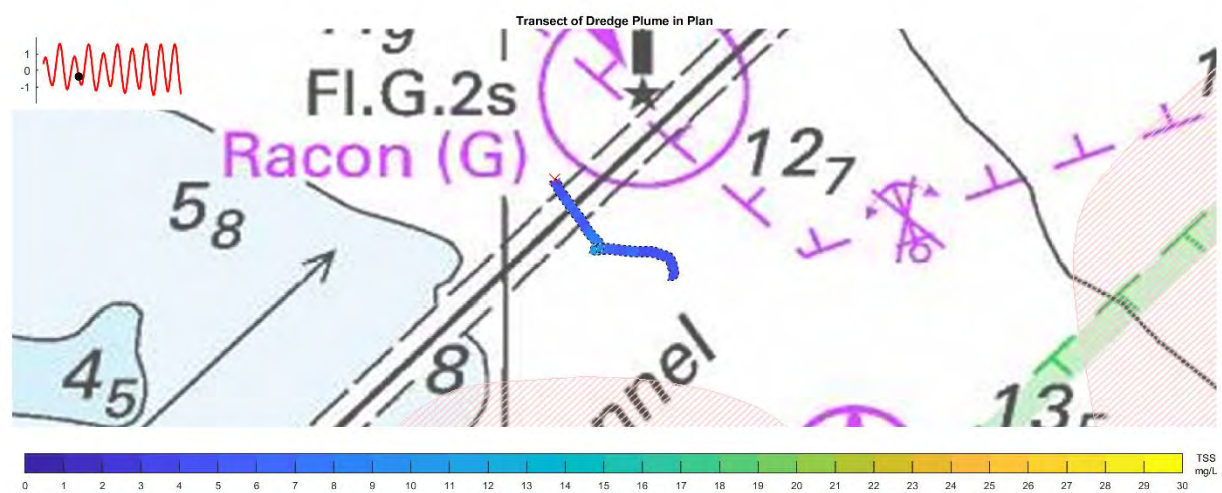 Transect of Dredge Plume in Plan
1
0
-1
Fl.G.2s
Racon (G)
12₇
5₈
8
4₅
nnel
13₅
TSS
mg/L
0 1 2 3 4 5 6 7 8 9 10 11 12 13 14 15 16 17 18 19 20 21 22 23 24 25 26 27 28 29 30